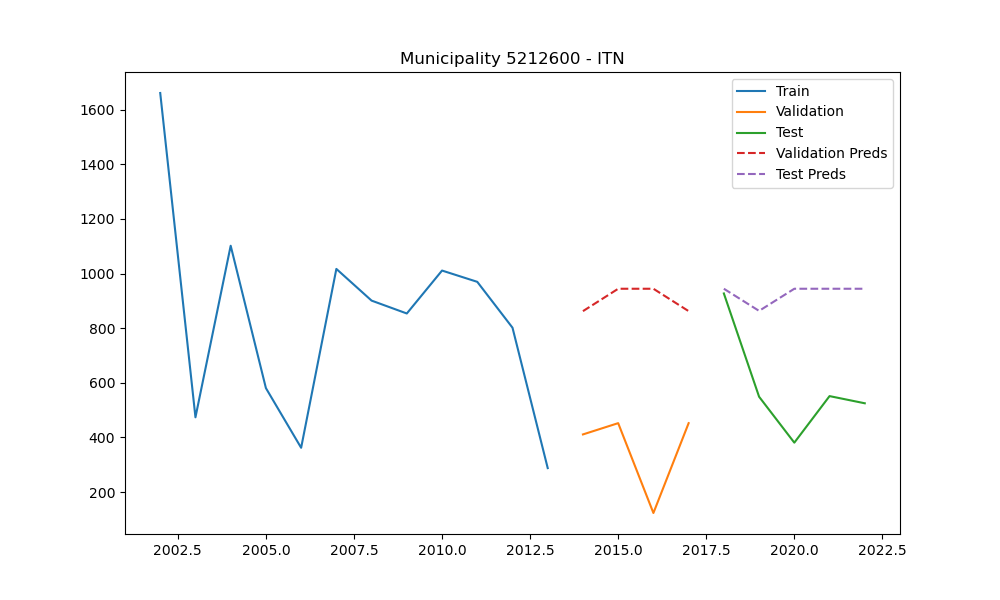 Municipality 5212600 - ITN
Train
Validation
Test
Validation Preds
Test Preds
1600
1400
1200
1000
800
600
400
200
2002.5 2005.0 2007.5 2010.0 2012.5 2015.0 2017.5 2020.0 2022.5